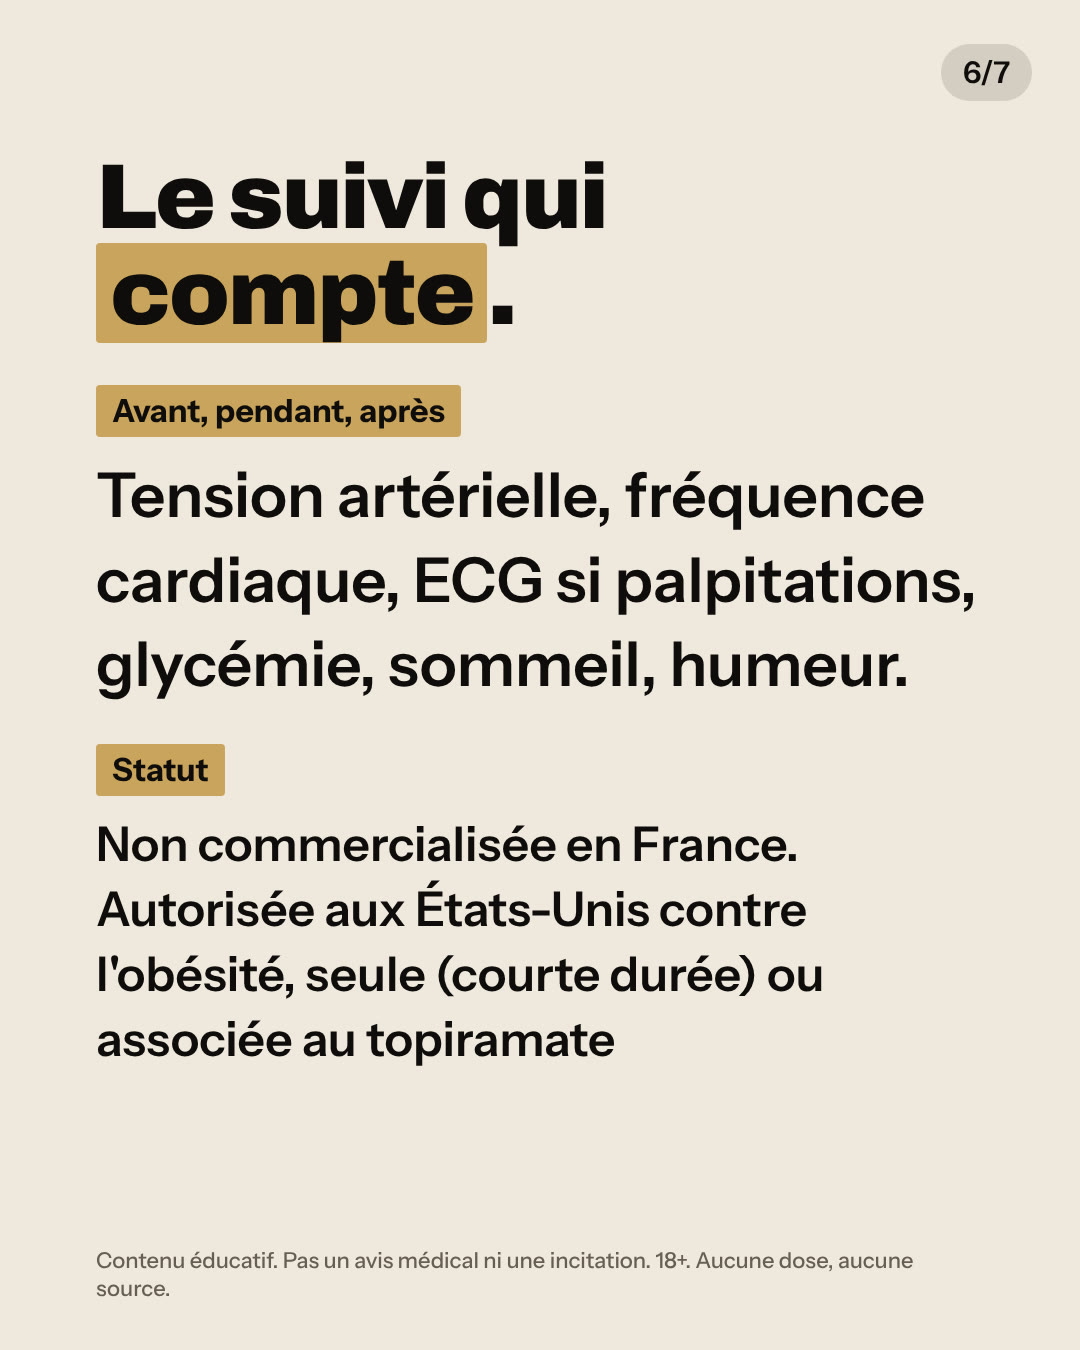 6/7
Le suivi qui
compte.
Avant, pendant, après
Tension artérielle, fréquence
cardiaque, ECG si palpitations,
glycémie, sommeil, humeur.
Statut
Non commercialisée en France.
Autorisée aux États-Unis contre
l'obésité, seule (courte durée) ou
associée au topiramate
Contenu éducatif. Pas un avis médical ni une incitation. 18+. Aucune dose, aucune
source.